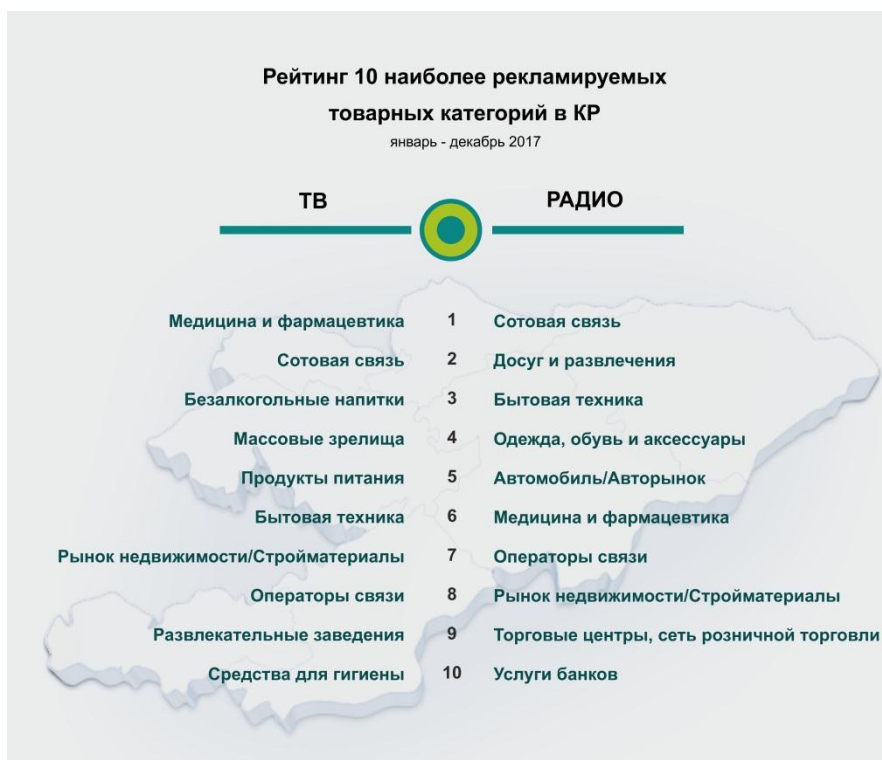 Рейтинг 10 наиболее рекламируемых
товарных категорий в КР
январь - декабрь 2017
ТВ РАДИО
Медицина и фармацевтика 1 Сотовая связь
Сотовая связь 2 Досуг и развлечения
Безалкогольные напитки 3 Бытовая техника
Массовые зрелища 4 Одежда, обувь и аксессуары
Продукты питания 5 Автомобиль/Авторынок
Бытовая техника 6 Медицина и фармацевтика
Рынок недвижимости/Стройматериалы 7 Операторы связи
Операторы связи 8 Рынок недвижимости/Стройматериалы
Развлекательные заведения 9 Торговые центры, сеть розничной торговли
Средства для гигиены 10 Услуги банков